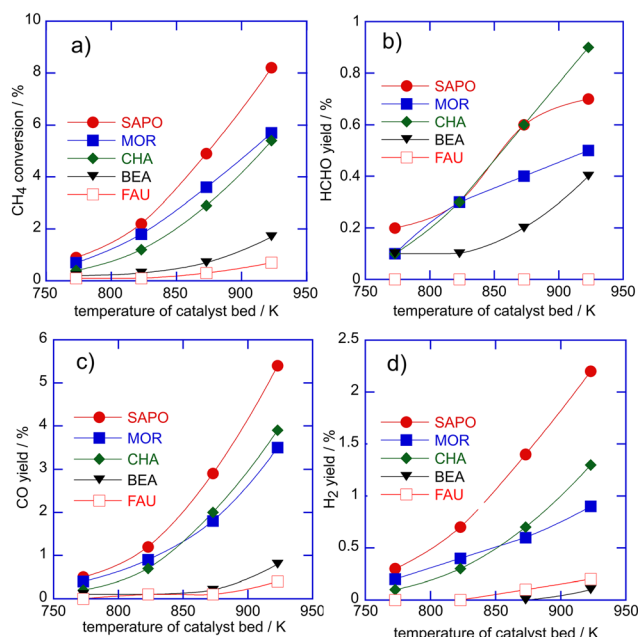 a)
CH4 conversion / %
10
8
6
4
2
0
SAPO
MOR
CHA
BEA
FAU
750 800 850 900 950
temperature of catalyst bed / K
b)
HCHO yield / %
1
0.8
0.6
0.4
0.2
0
SAPO
MOR
CHA
BEA
FAU
750 800 850 900 950
temperature of catalyst bed / K
c)
CO yield / %
6
5
4
3
2
1
0
SAPO
MOR
CHA
BEA
FAU
750 800 850 900 950
temperature of catalyst bed / K
d)
H2 yield / %
2.5
2
1.5
1
0.5
0
SAPO
MOR
CHA
BEA
FAU
750 800 850 900 950
temperature of catalyst bed / K